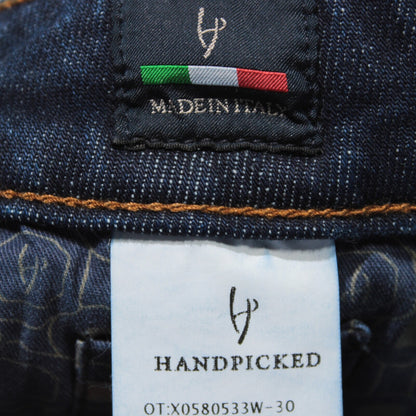 MADE IN ITALY
HANDPICKED
OT:X0580533W-30